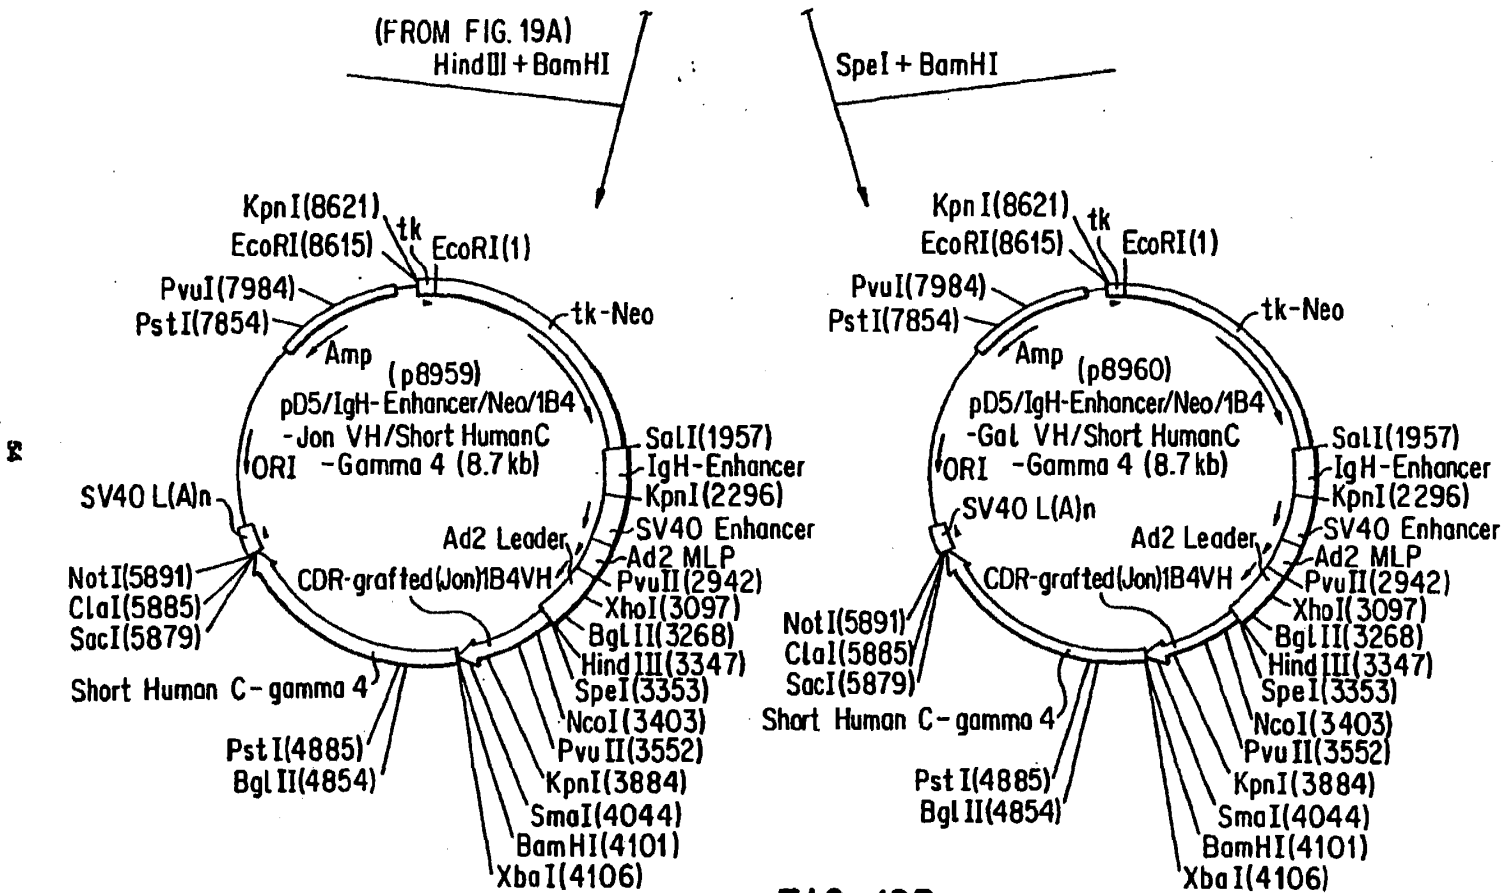 (FROM FIG. 19A)
HindIII + BamHI
SpeI + BamHI
KpnI(8621)
tk
EcoRI(8615)
EcoRI(1)
PvuI(7984)
PstI(7854)
tk-Neo
Amp
(p8959)
pD5/IgH-Enhancer/Neo/1B4
-Jon VH/Short HumanC
-Gamma 4 (8.7kb)
ORI
SalI(1957)
IgH-Enhancer
KpnI(2296)
SV40 L(A)n
SV40 Enhancer
Ad2 Leader
Ad2 MLP
CDR-grafted(Jon)1B4VH
PvuII(2942)
NotI(5891)
XhoI(3097)
ClaI(5885)
BglII(3268)
SacI(5879)
HindIII(3347)
Short Human C-gamma 4
SpeI(3353)
NcoI(3403)
PstI(4885)
PvuII(3552)
BglII(4854)
KpnI(3884)
SmaI(4044)
BamHI(4101)
XbaI(4106)
KpnI(8621)
tk
EcoRI(8615)
EcoRI(1)
PvuI(7984)
PstI(7854)
tk-Neo
Amp
(p8960)
pD5/IgH-Enhancer/Neo/1B4
-Gal VH/Short HumanC
-Gamma 4 (8.7kb)
ORI
SalI(1957)
IgH-Enhancer
KpnI(2296)
SV40 L(A)n
SV40 Enhancer
Ad2 Leader
Ad2 MLP
CDR-grafted(Jon)1B4VH
PvuII(2942)
NotI(5891)
XhoI(3097)
ClaI(5885)
BglII(3268)
SacI(5879)
HindIII(3347)
Short Human C-gamma 4
SpeI(3353)
NcoI(3403)
PstI(4885)
PvuII(3552)
BglII(4854)
KpnI(3884)
SmaI(4044)
BamHI(4101)
XbaI(4106)